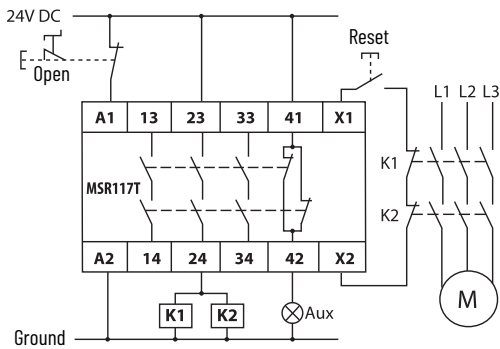 24V DC
Reset
Open
L1 L2 L3
A1 13 23 33 41 X1
K1
MSR117T
K2
A2 14 24 34 42 X2
K1 K2 Aux
M
Ground